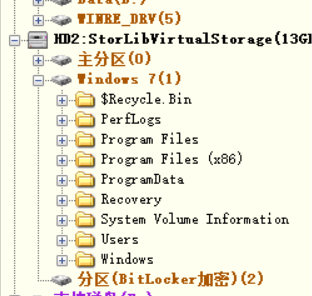 Data(D:)
WINRE_DRV(5)
HD2:StorLibVirtualStorage(13G
主分区(0)
Windows 7(1)
$Recycle.Bin
PerfLogs
Program Files
Program Files (x86)
ProgramData
Recovery
System Volume Information
Users
Windows
分区(BitLocker加密)(2)